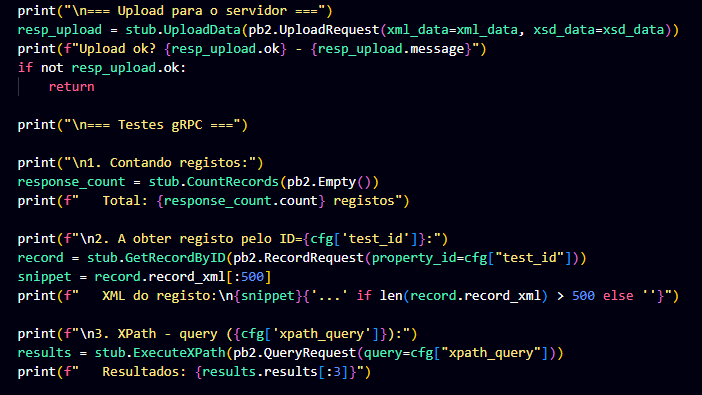 print("\n=== Upload para o servidor ===")
resp_upload = stub.UploadData(pb2.UploadRequest(xml_data=xml_data, xsd_data=xsd_data))
print(f"Upload ok? {resp_upload.ok} - {resp_upload.message}")
if not resp_upload.ok:
    return
print("\n=== Testes gRPC ===")
print("\n1. Contando registos:")
response_count = stub.CountRecords(pb2.Empty())
print(f"   Total: {response_count.count} registos")
print(f"\n2. A obter registo pelo ID={cfg['test_id']}:")
record = stub.GetRecordByID(pb2.RecordRequest(property_id=cfg["test_id"]))
snippet = record.record_xml[:500]
print(f"   XML do registo:\n{snippet}{'...' if len(record.record_xml) > 500 else ''}")
print(f"\n3. XPath - query ({cfg['xpath_query']}):")
results = stub.ExecuteXPath(pb2.QueryRequest(query=cfg["xpath_query"]))
print(f"   Resultados: {results.results[:3]}")